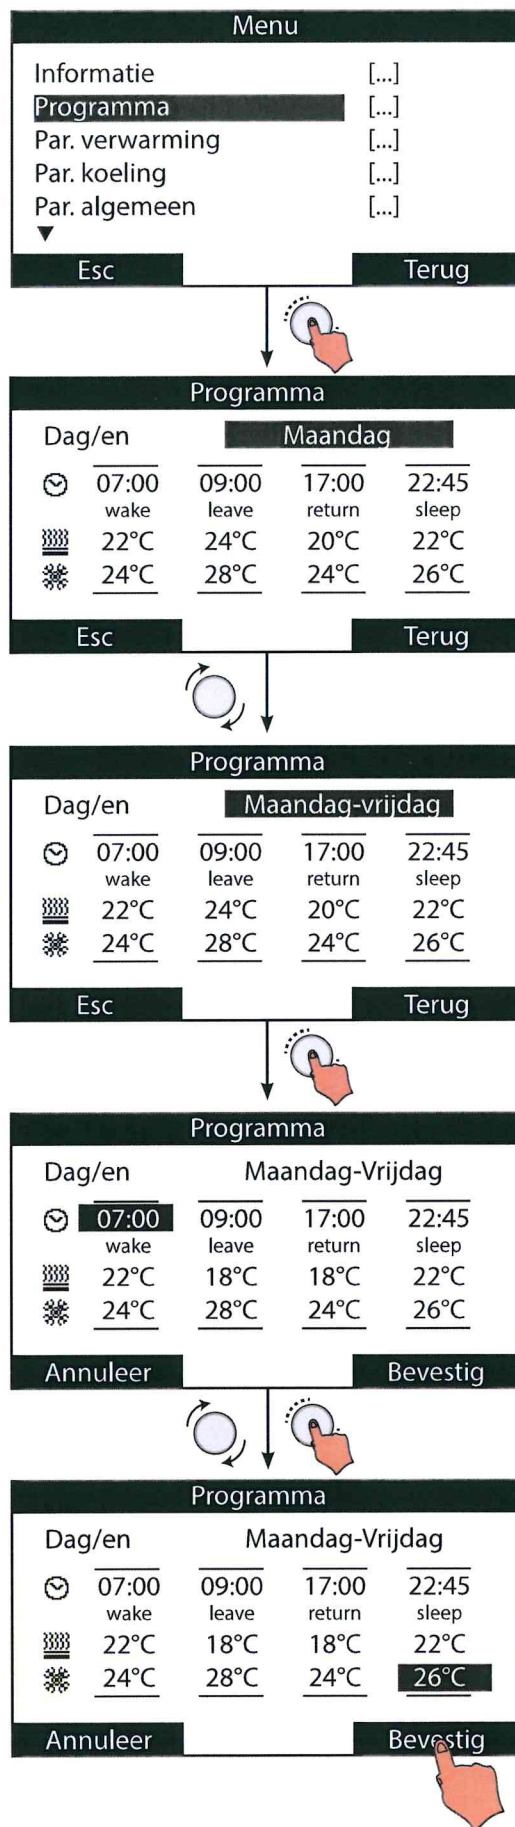 Menu
Informatie [...]
Programma [...]
Par. verwarming [...]
Par. koeling [...]
Par. algemeen [...]
Esc Terug
Programma
Dag/en Maandag
07:00 09:00 17:00 22:45
wake leave return sleep
22°C 24°C 20°C 22°C
24°C 28°C 24°C 26°C
Esc Terug
Programma
Dag/en Maandag-vrijdag
07:00 09:00 17:00 22:45
wake leave return sleep
22°C 24°C 20°C 22°C
24°C 28°C 24°C 26°C
Esc Terug
Programma
Dag/en Maandag-Vrijdag
07:00 09:00 17:00 22:45
wake leave return sleep
22°C 18°C 18°C 22°C
24°C 28°C 24°C 26°C
Annuleer Bevestig
Programma
Dag/en Maandag-Vrijdag
07:00 09:00 17:00 22:45
wake leave return sleep
22°C 18°C 18°C 22°C
24°C 28°C 24°C 26°C
Annuleer Bevestig